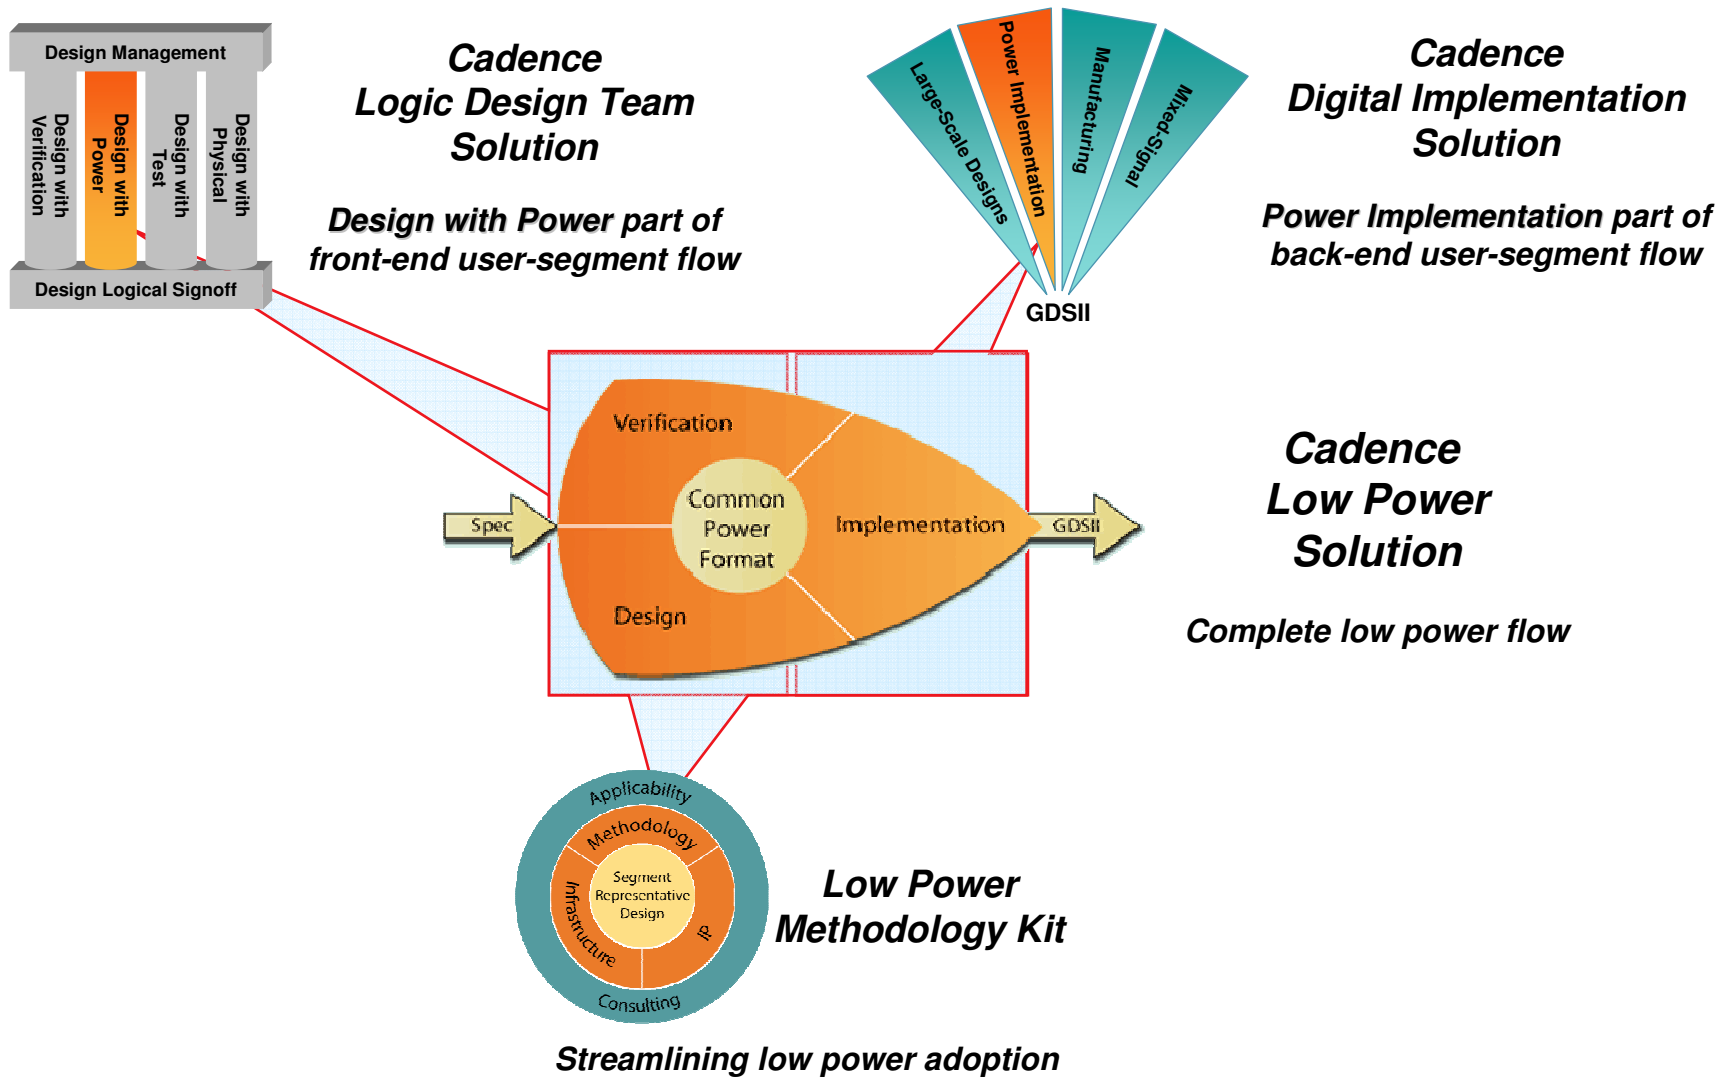 Design Management
Design with
Verification
Design with
Power
Design with
Test
Design with
Physical
Design Logical Signoff
Cadence
Logic Design Team
Solution
Design with Power part of
front-end user-segment flow
Large-Scale Designs
Power Implementation
Manufacturing
Mixed-Signal
GDSII
Cadence
Digital Implementation
Solution
Power Implementation part of
back-end user-segment flow
Verification
Common
Power
Format
Implementation
Design
Spec
GDSII
Cadence
Low Power
Solution
Complete low power flow
Applicability
Methodology
Infrastructure
Segment
Representative
Design
IP
Consulting
Low Power
Methodology Kit
Streamlining low power adoption